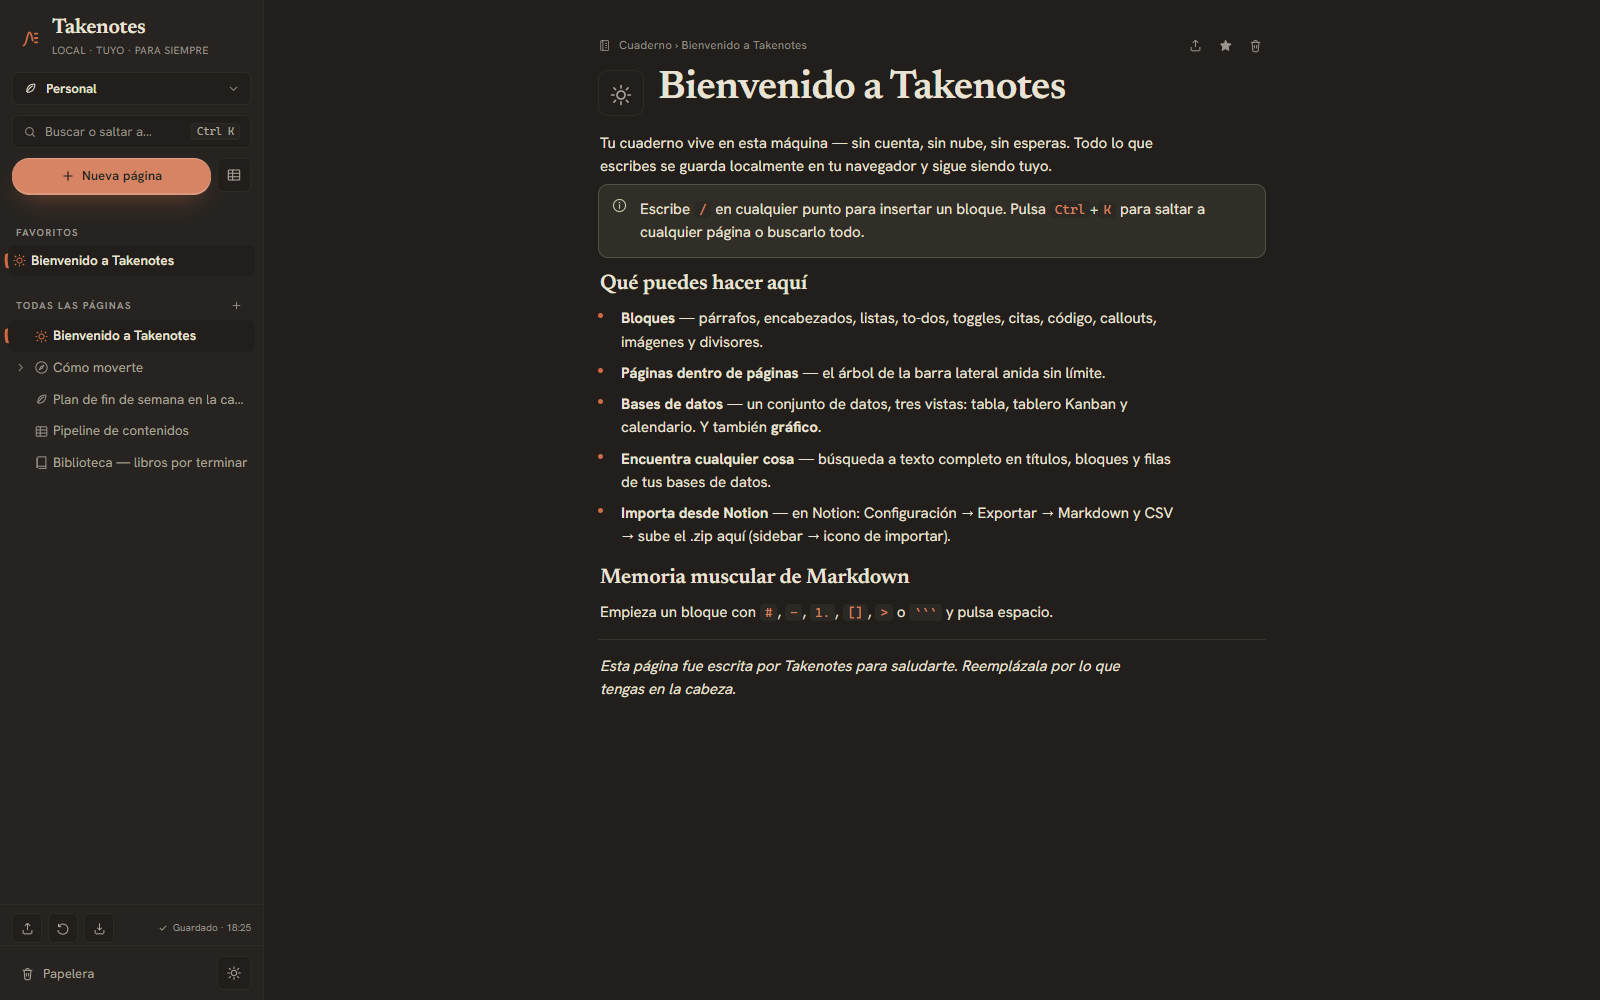 Takenotes
LOCAL · TUYO · PARA SIEMPRE
Personal
Buscar o saltar a...
Ctrl K
Nueva página
FAVORITOS
Bienvenido a Takenotes
TODAS LAS PÁGINAS
Bienvenido a Takenotes
Cómo moverte
Plan de fin de semana en la ca...
Pipeline de contenidos
Biblioteca — libros por terminar
Guardado · 18:25
Papelera
Cuaderno › Bienvenido a Takenotes
Bienvenido a Takenotes
Tu cuaderno vive en esta máquina — sin cuenta, sin nube, sin esperas. Todo lo que
escribes se guarda localmente en tu navegador y sigue siendo tuyo.
Escribe / en cualquier punto para insertar un bloque. Pulsa Ctrl + K para saltar a
cualquier página o buscarlo todo.
Qué puedes hacer aquí
Bloques — párrafos, encabezados, listas, to-dos, toggles, citas, código, callouts,
imágenes y divisores.
Páginas dentro de páginas — el árbol de la barra lateral anida sin límite.
Bases de datos — un conjunto de datos, tres vistas: tabla, tablero Kanban y
calendario. Y también gráfico.
Encuentra cualquier cosa — búsqueda a texto completo en títulos, bloques y filas
de tus bases de datos.
Importa desde Notion — en Notion: Configuración → Exportar → Markdown y CSV
→ sube el .zip aquí (sidebar → icono de importar).
Memoria muscular de Markdown
Empieza un bloque con #, -, 1., [], > o ``` y pulsa espacio.
Esta página fue escrita por Takenotes para saludarte. Reemplázala por lo que
tengas en la cabeza.